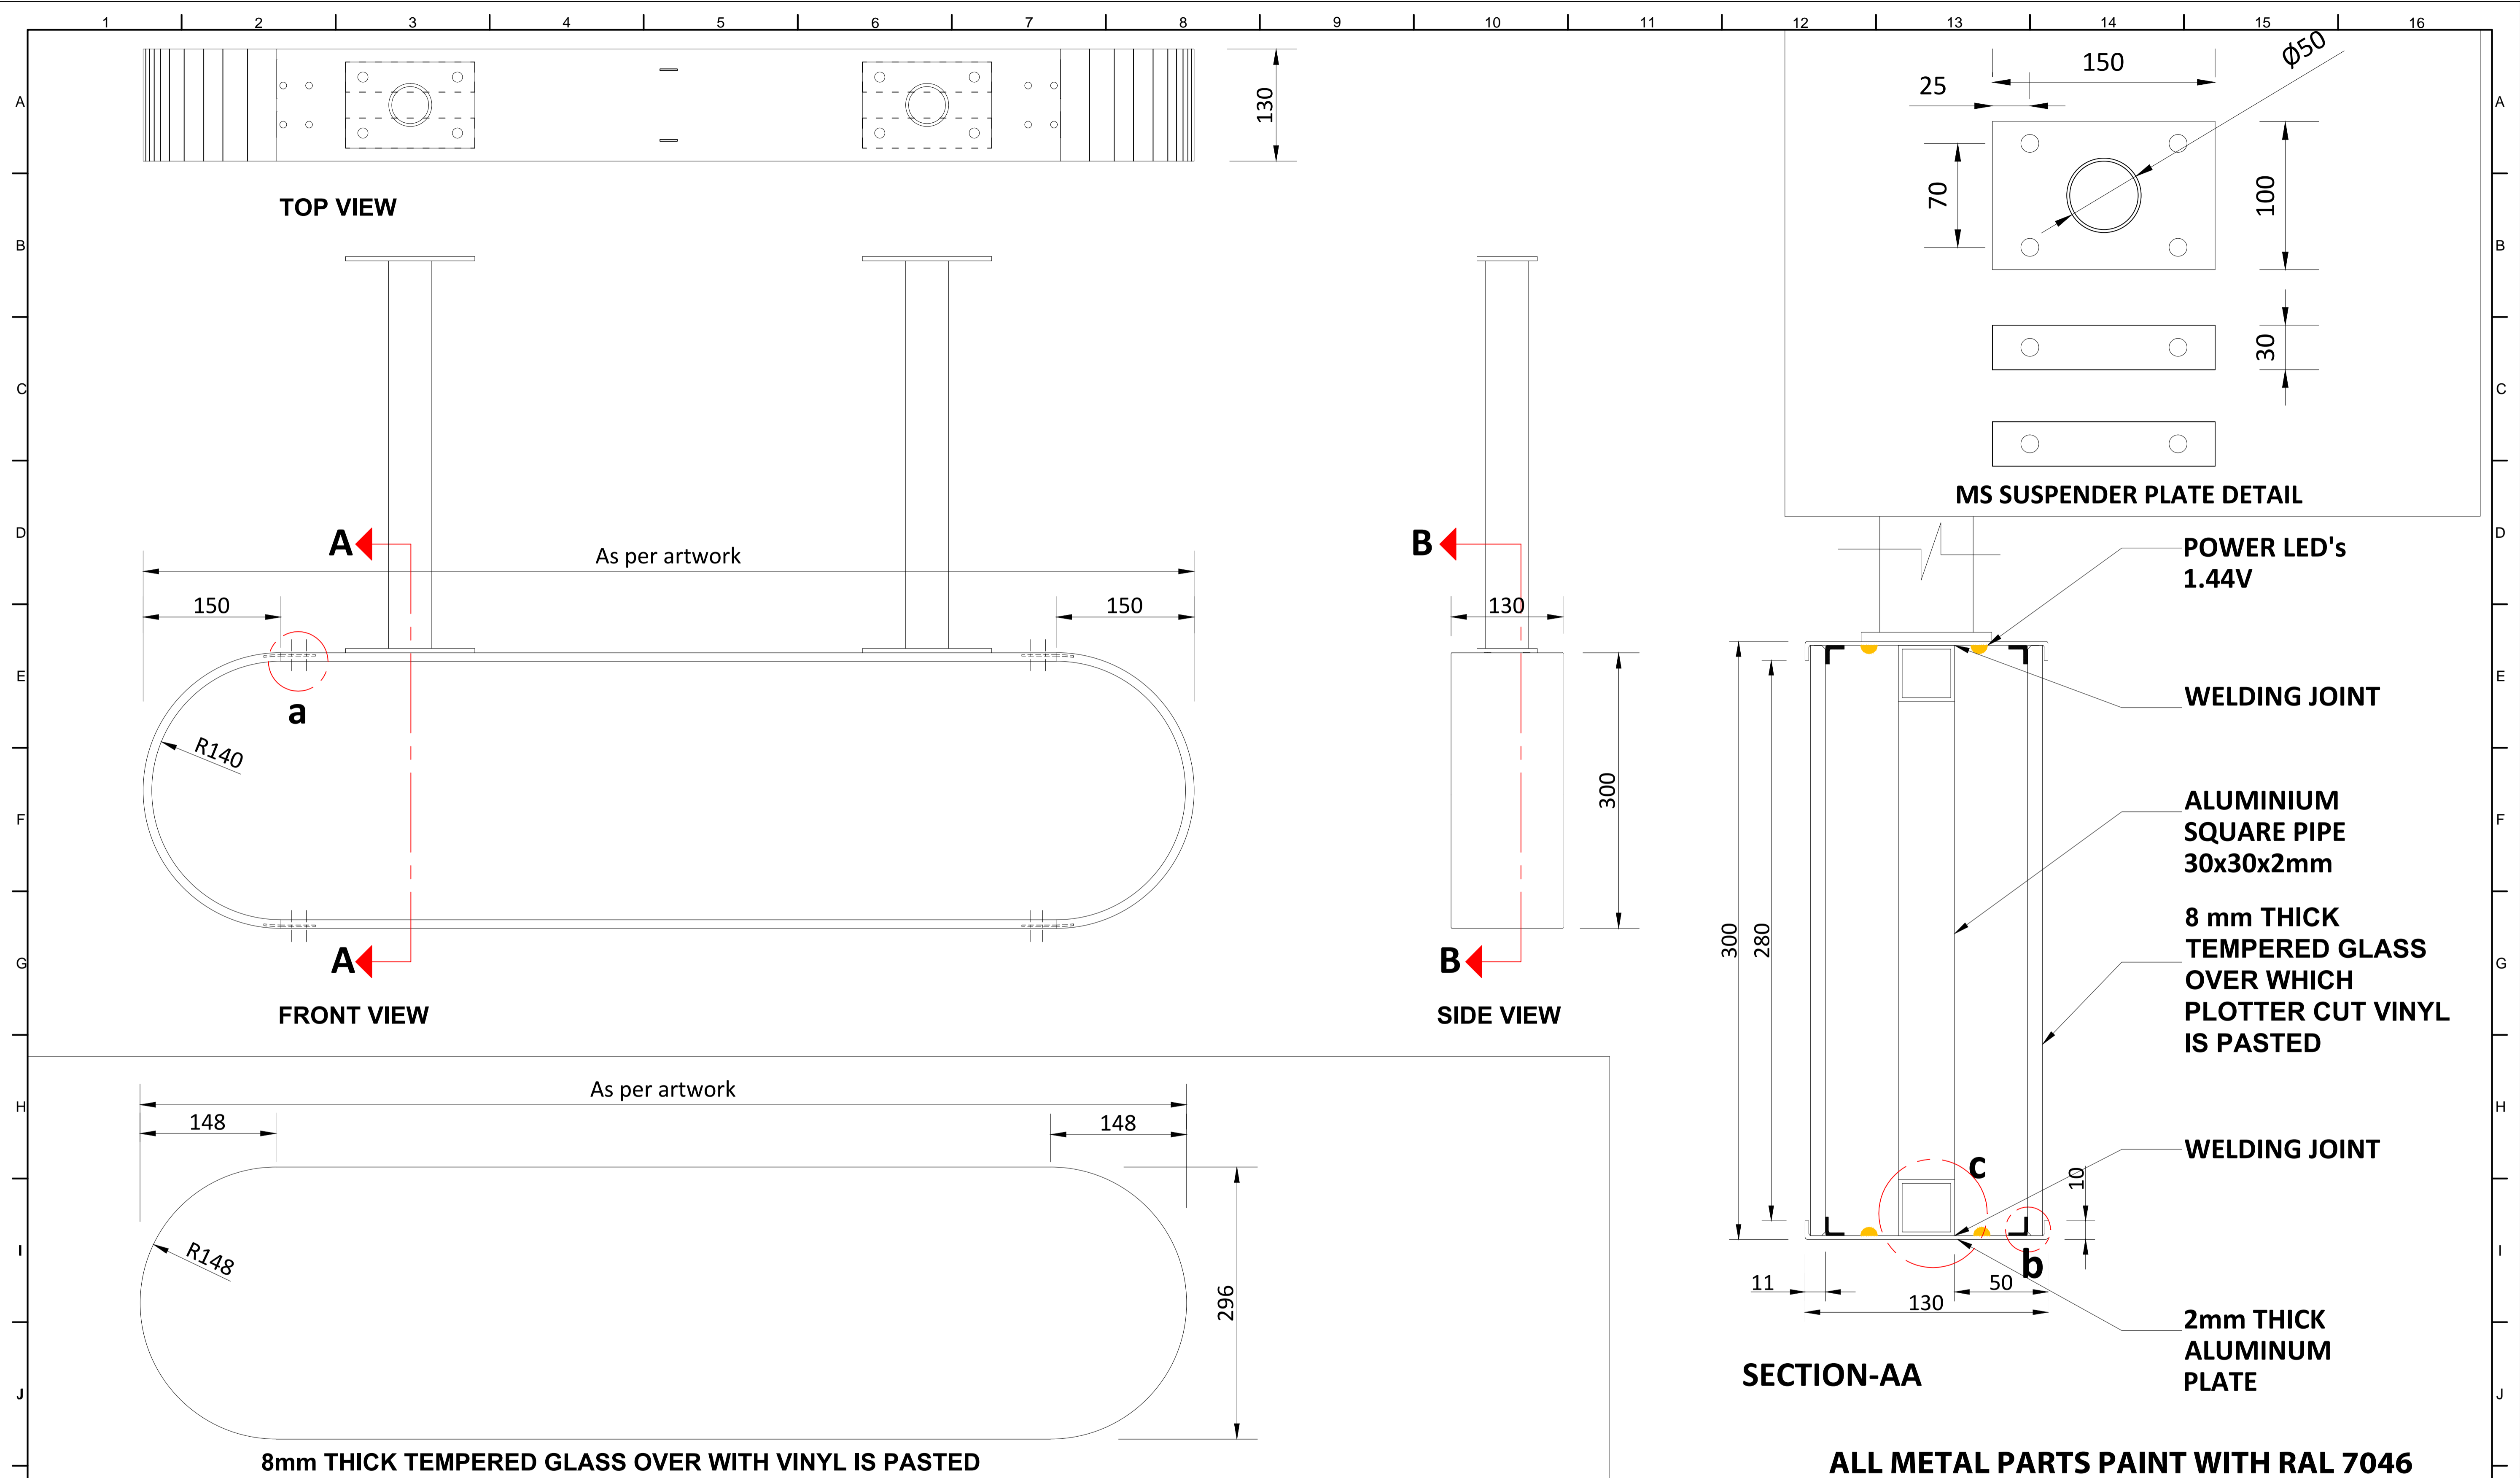 1 2 3 4 5 6 7 8 9 10 11 12 13 14 15 16
A
B
C
D
E
F
G
H
I
J
A
B
C
D
E
F
G
H
I
J
130
TOP VIEW
A
As per artwork
150
150
a
R140
A
FRONT VIEW
B
130
300
B
SIDE VIEW
150
Ø50
25
70
100
30
MS SUSPENDER PLATE DETAIL
POWER LED's
1.44V
WELDING JOINT
ALUMINIUM
SQUARE PIPE
30x30x2mm
8 mm THICK
TEMPERED GLASS
OVER WHICH
PLOTTER CUT VINYL
IS PASTED
300
280
WELDING JOINT
c
10
b
11
50
130
2mm THICK
ALUMINUM
PLATE
SECTION-AA
As per artwork
148
148
R148
296
8mm THICK TEMPERED GLASS OVER WITH VINYL IS PASTED
ALL METAL PARTS PAINT WITH RAL 7046